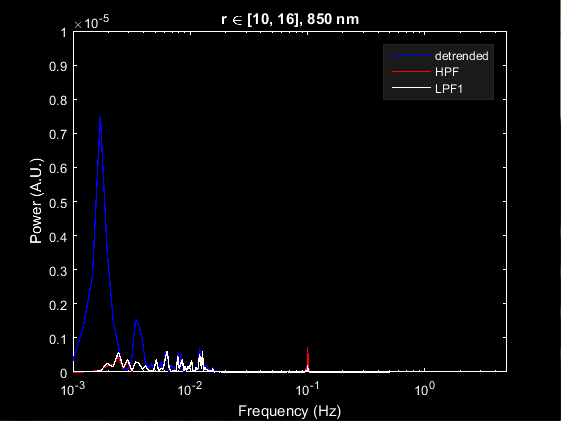 r ∈ [10, 16], 850 nm
×10⁻⁵
1
0.9
0.8
0.7
0.6
0.5
0.4
0.3
0.2
0.1
0
Power (A.U.)
detrended
HPF
LPF1
10⁻³ 10⁻² 10⁻¹ 10⁰
Frequency (Hz)